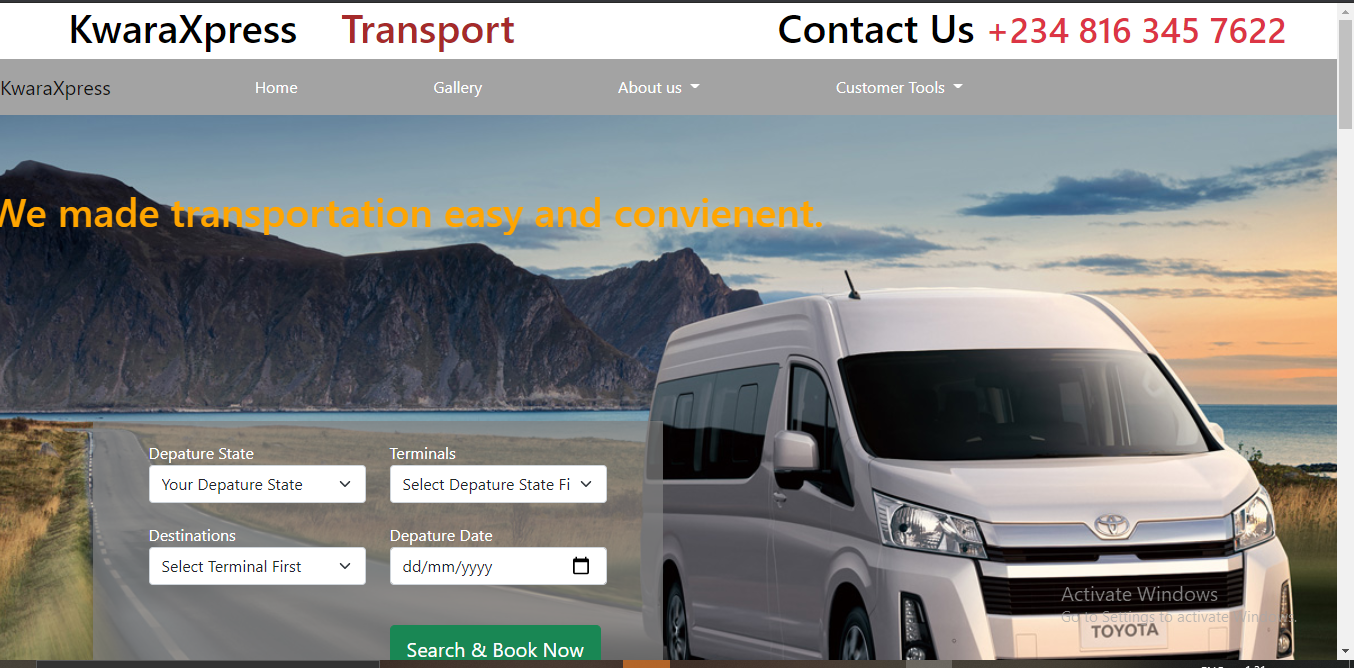 KwaraXpress Transport Contact Us +234 816 345 7622
KwaraXpress Home Gallery About us Customer Tools
We made transportation easy and convienent.
Depature State Terminals
Your Depature State Select Depature State Fi
Destinations Depature Date
Select Terminal First dd/mm/yyyy
Search & Book Now
Activate Windows
Go to Settings to activate Windows.
TOYOTA